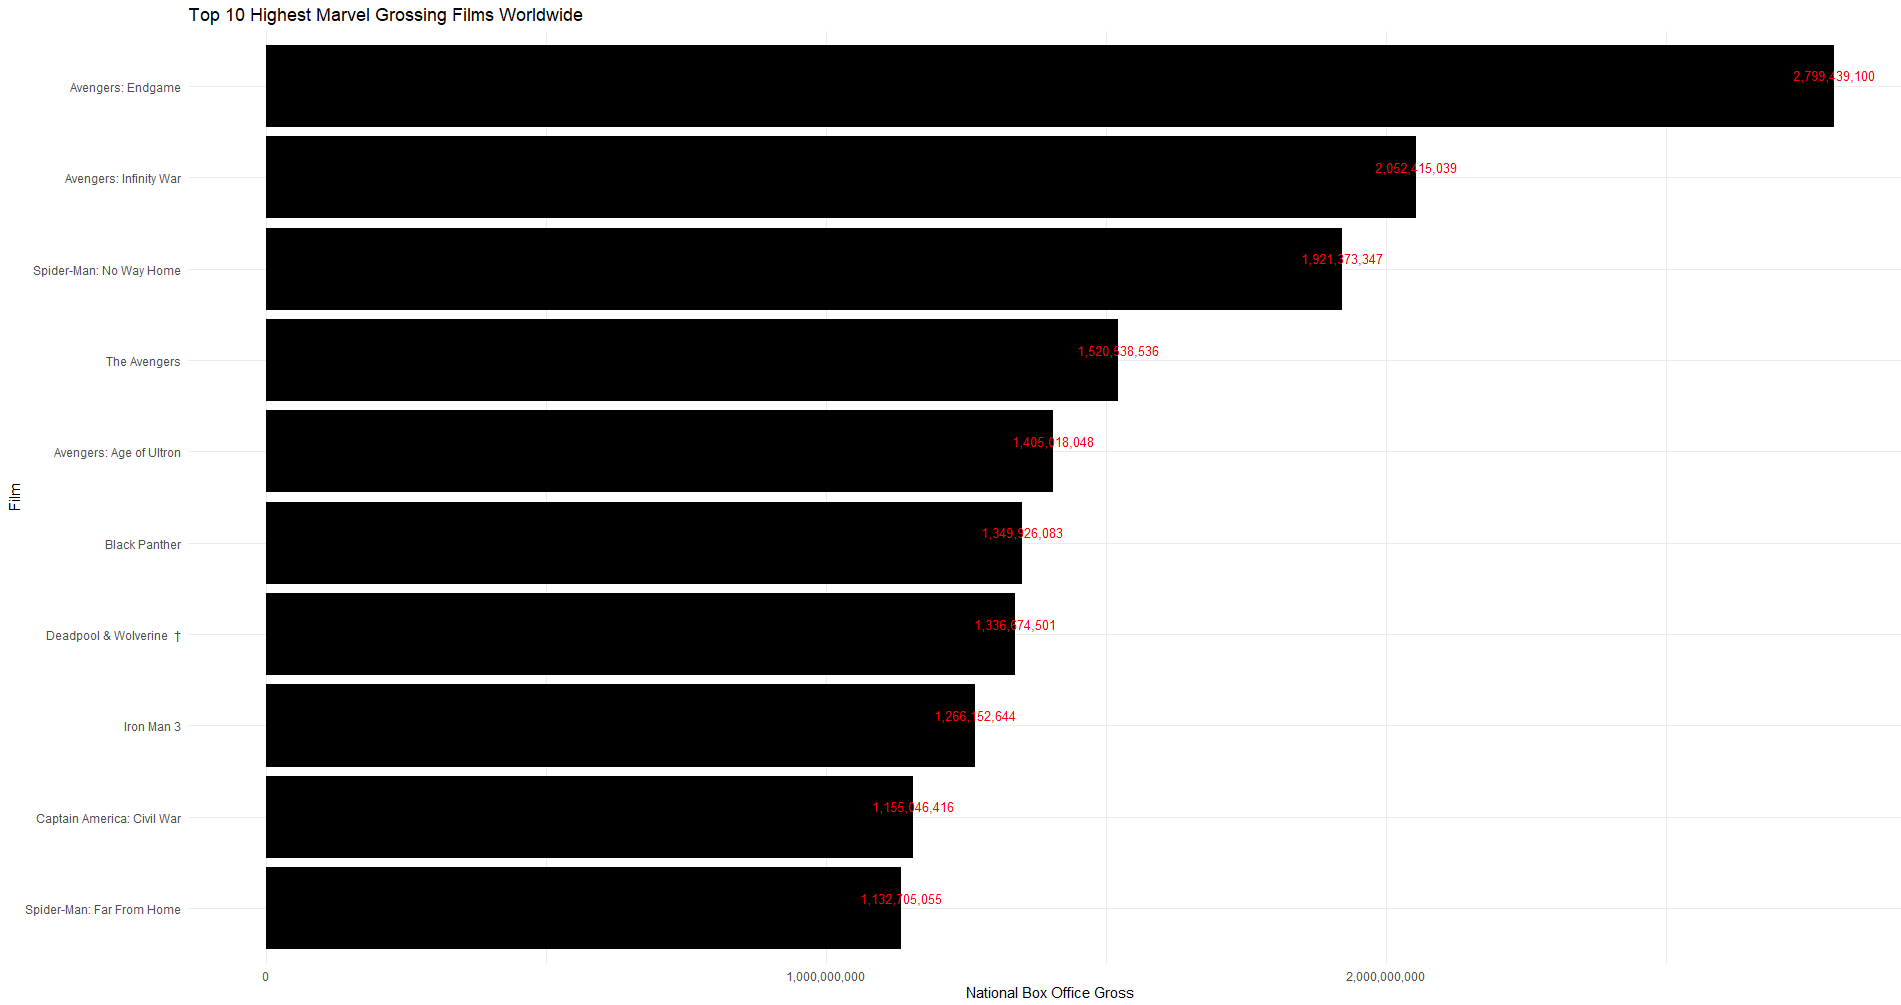 Top 10 Highest Marvel Grossing Films Worldwide
Film
Avengers: Endgame 2,799,439,100
Avengers: Infinity War 2,052,415,039
Spider-Man: No Way Home 1,921,373,347
The Avengers 1,520,538,536
Avengers: Age of Ultron 1,405,018,048
Black Panther 1,349,926,083
Deadpool & Wolverine † 1,336,674,501
Iron Man 3 1,266,152,644
Captain America: Civil War 1,155,046,416
Spider-Man: Far From Home 1,132,705,055
0 1,000,000,000 2,000,000,000
National Box Office Gross